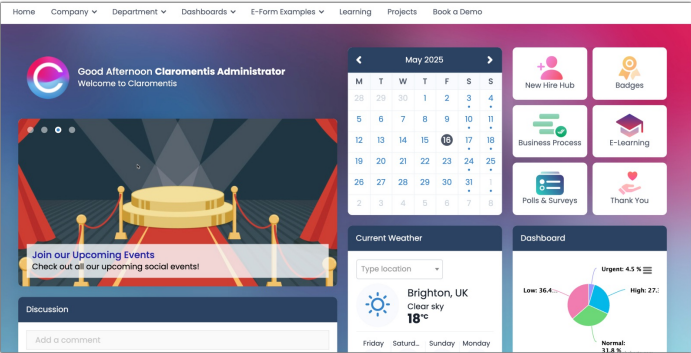 Home Company Department Dashboards E-Form Examples Learning Projects Book a Demo
Good Afternoon Claromentis Administrator
Welcome to Claromentis
Join our Upcoming Events
Check out all our upcoming social events!
Discussion
Add a comment
May 2025
M T W T F S S
28 29 30 1 2 3 4
5 6 7 8 9 10 11
12 13 14 15 16 17 18
19 20 21 22 23 24 25
26 27 28 29 30 31 1
2 3 4 5 6 7 8
Current Weather
Type location
Brighton, UK
Clear sky
18°C
Friday Saturd... Sunday Monday
New Hire Hub
Badges
Business Process
E-Learning
Polls & Surveys
Thank You
Dashboard
Urgent: 4.5 %
Low: 36.4...
High: 27.
Normal:
31.8 %